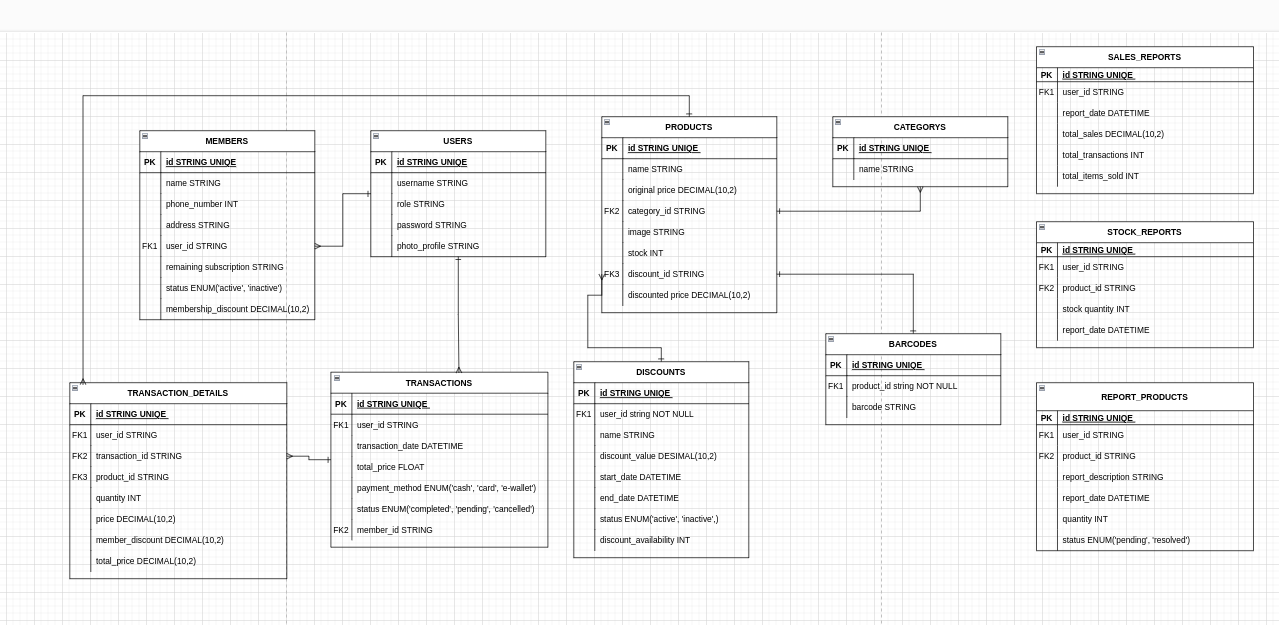 MEMBERS
PK id STRING UNIQE
name STRING
phone_number INT
address STRING
FK1 user_id STRING
remaining subscription STRING
status ENUM('active', 'inactive')
membership_discount DECIMAL(10,2)
USERS
PK id STRING UNIQE
username STRING
role STRING
password STRING
photo_profile STRING
PRODUCTS
PK id STRING UNIQE
name STRING
original price DECIMAL(10,2)
FK2 category_id STRING
image STRING
stock INT
FK3 discount_id STRING
discounted price DECIMAL(10,2)
CATEGORYS
PK id STRING UNIQE
name STRING
SALES_REPORTS
PK id STRING UNIQE
FK1 user_id STRING
report_date DATETIME
total_sales DECIMAL(10,2)
total_transactions INT
total_items_sold INT
STOCK_REPORTS
PK id STRING UNIQE
FK1 user_id STRING
FK2 product_id STRING
stock quantity INT
report_date DATETIME
TRANSACTION_DETAILS
PK id STRING UNIQE
FK1 user_id STRING
FK2 transaction_id STRING
FK3 product_id STRING
quantity INT
price DECIMAL(10,2)
member_discount DECIMAL(10,2)
total_price DECIMAL(10,2)
TRANSACTIONS
PK id STRING UNIQE
FK1 user_id STRING
transaction_date DATETIME
total_price FLOAT
payment_method ENUM('cash', 'card', 'e-wallet')
status ENUM('completed', 'pending', 'cancelled')
FK2 member_id STRING
DISCOUNTS
PK id STRING UNIQE
FK1 user_id string NOT NULL
name STRING
discount_value DESIMAL(10,2)
start_date DATETIME
end_date DATETIME
status ENUM('active', 'inactive',)
discount_availability INT
BARCODES
PK id STRING UNIQE
FK1 product_id string NOT NULL
barcode STRING
REPORT_PRODUCTS
PK id STRING UNIQE
FK1 user_id STRING
FK2 product_id STRING
report_description STRING
report_date DATETIME
quantity INT
status ENUM('pending', 'resolved')